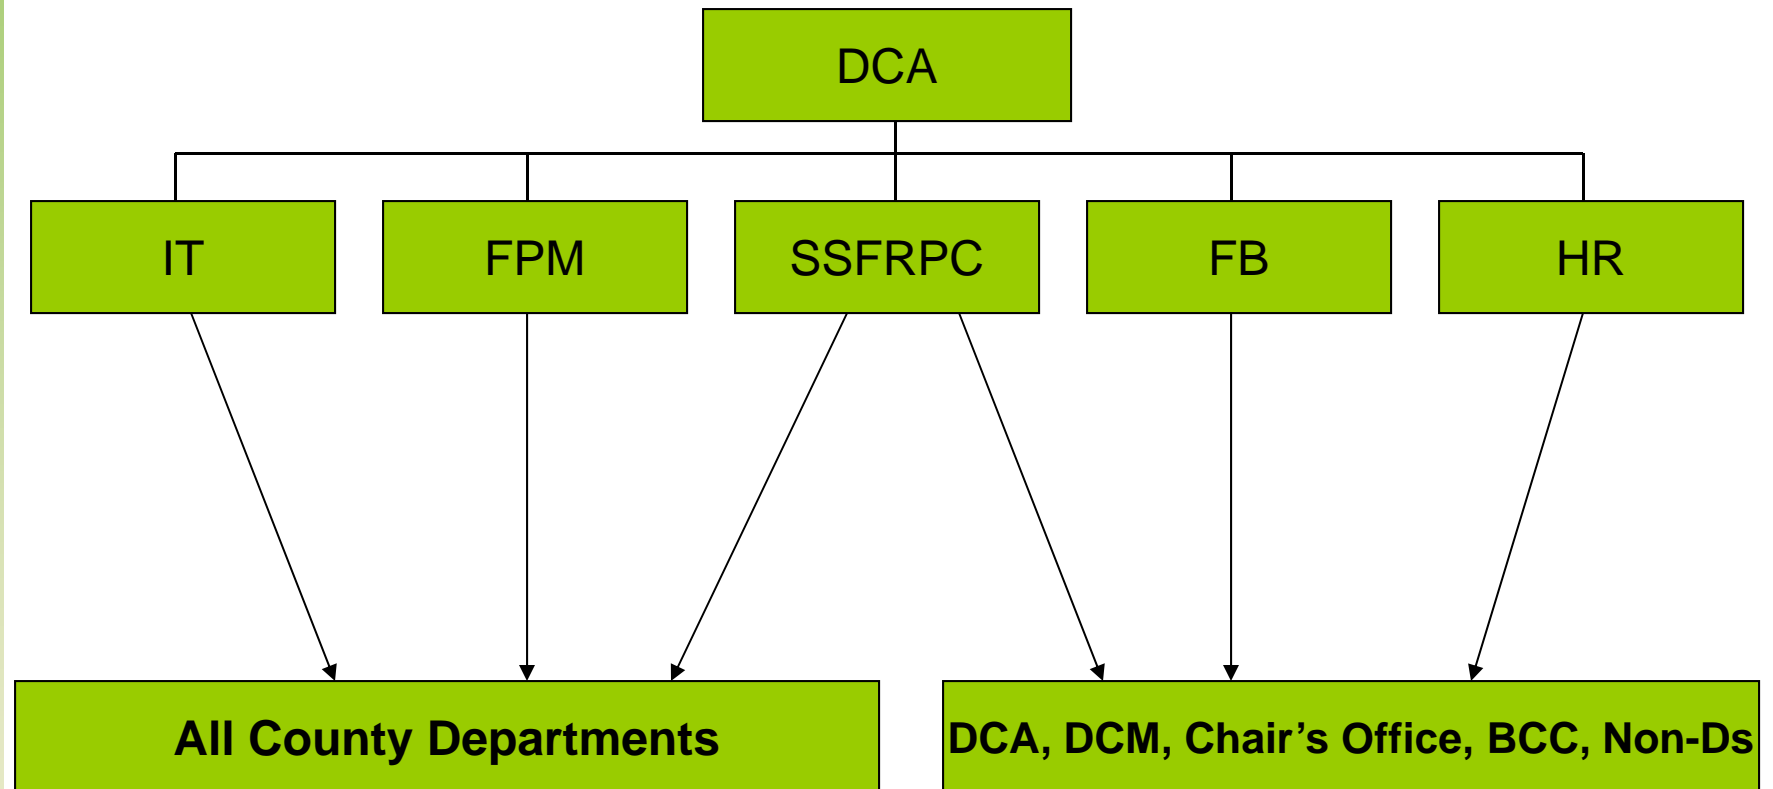 DCA
IT
FPM
SSFRPC
FB
HR
All County Departments
DCA, DCM, Chair’s Office, BCC, Non-Ds